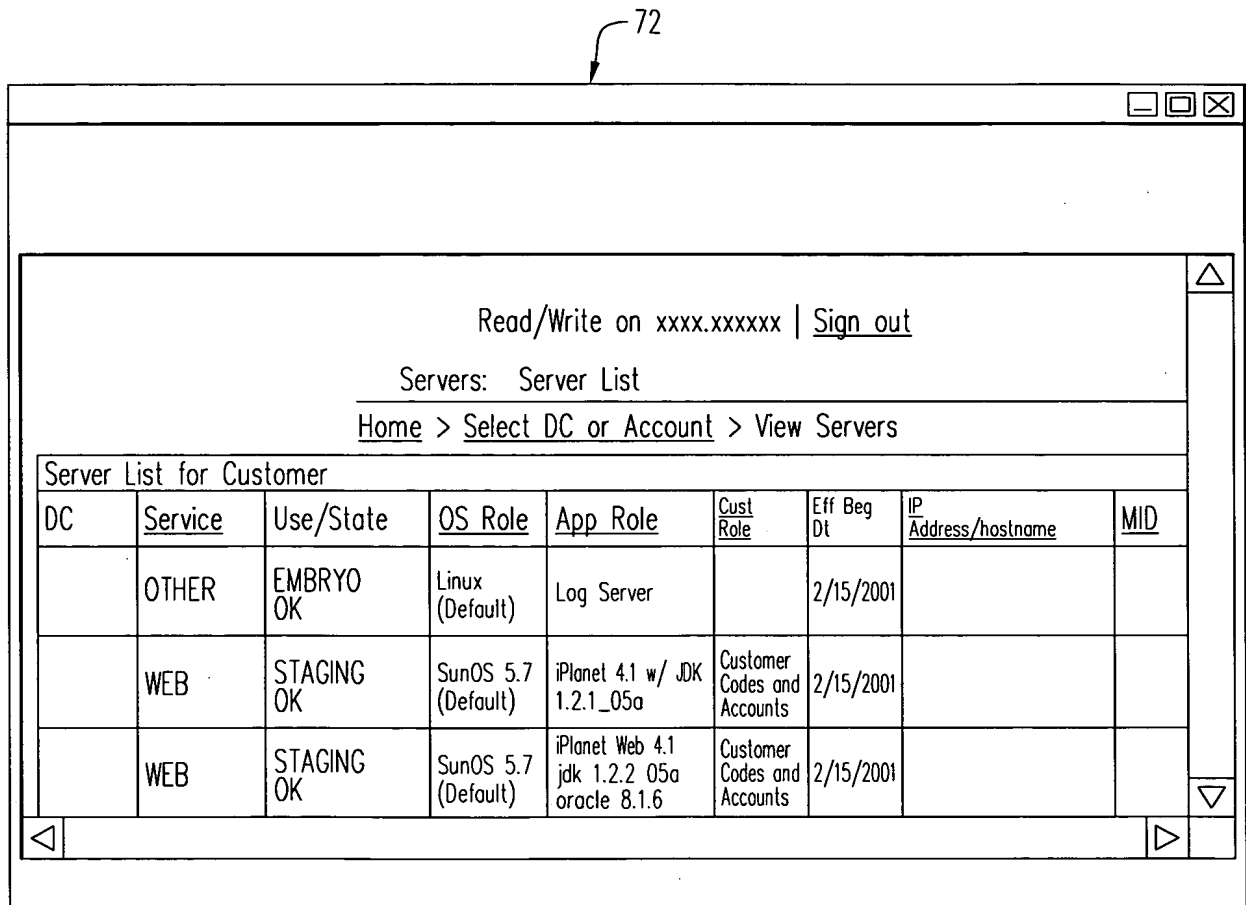 72
Read/Write on xxxx.xxxxxx | Sign out
Servers: Server List
Home > Select DC or Account > View Servers
Server List for Customer
DC Service Use/State OS Role App Role Cust Role Eff Beg Dt IP Address/hostname MID
OTHER EMBRYO OK Linux (Default) Log Server 2/15/2001
WEB STAGING OK SunOS 5.7 (Default) iPlanet 4.1 w/ JDK 1.2.1_05a Customer Codes and Accounts 2/15/2001
WEB STAGING OK SunOS 5.7 (Default) iPlanet Web 4.1 jdk 1.2.2 05a oracle 8.1.6 Customer Codes and Accounts 2/15/2001